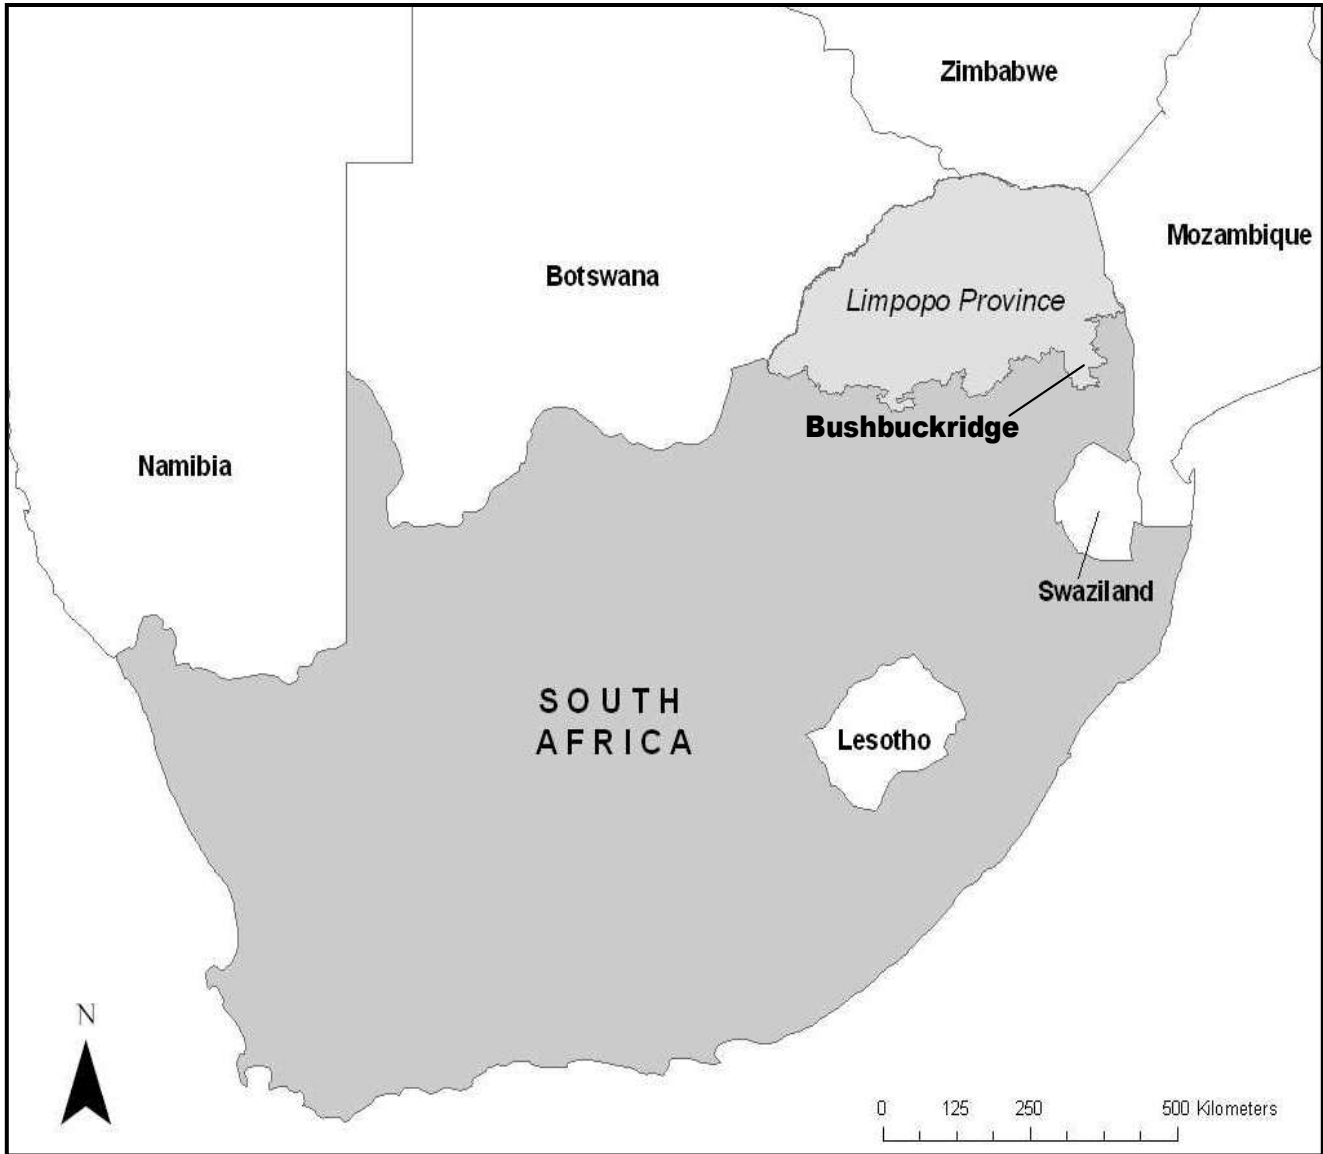 Zimbabwe
Mozambique
Botswana
Limpopo Province
Bushbuckridge
Namibia
Swaziland
SOUTH
AFRICA
Lesotho
N
0 125 250 500 Kilometers